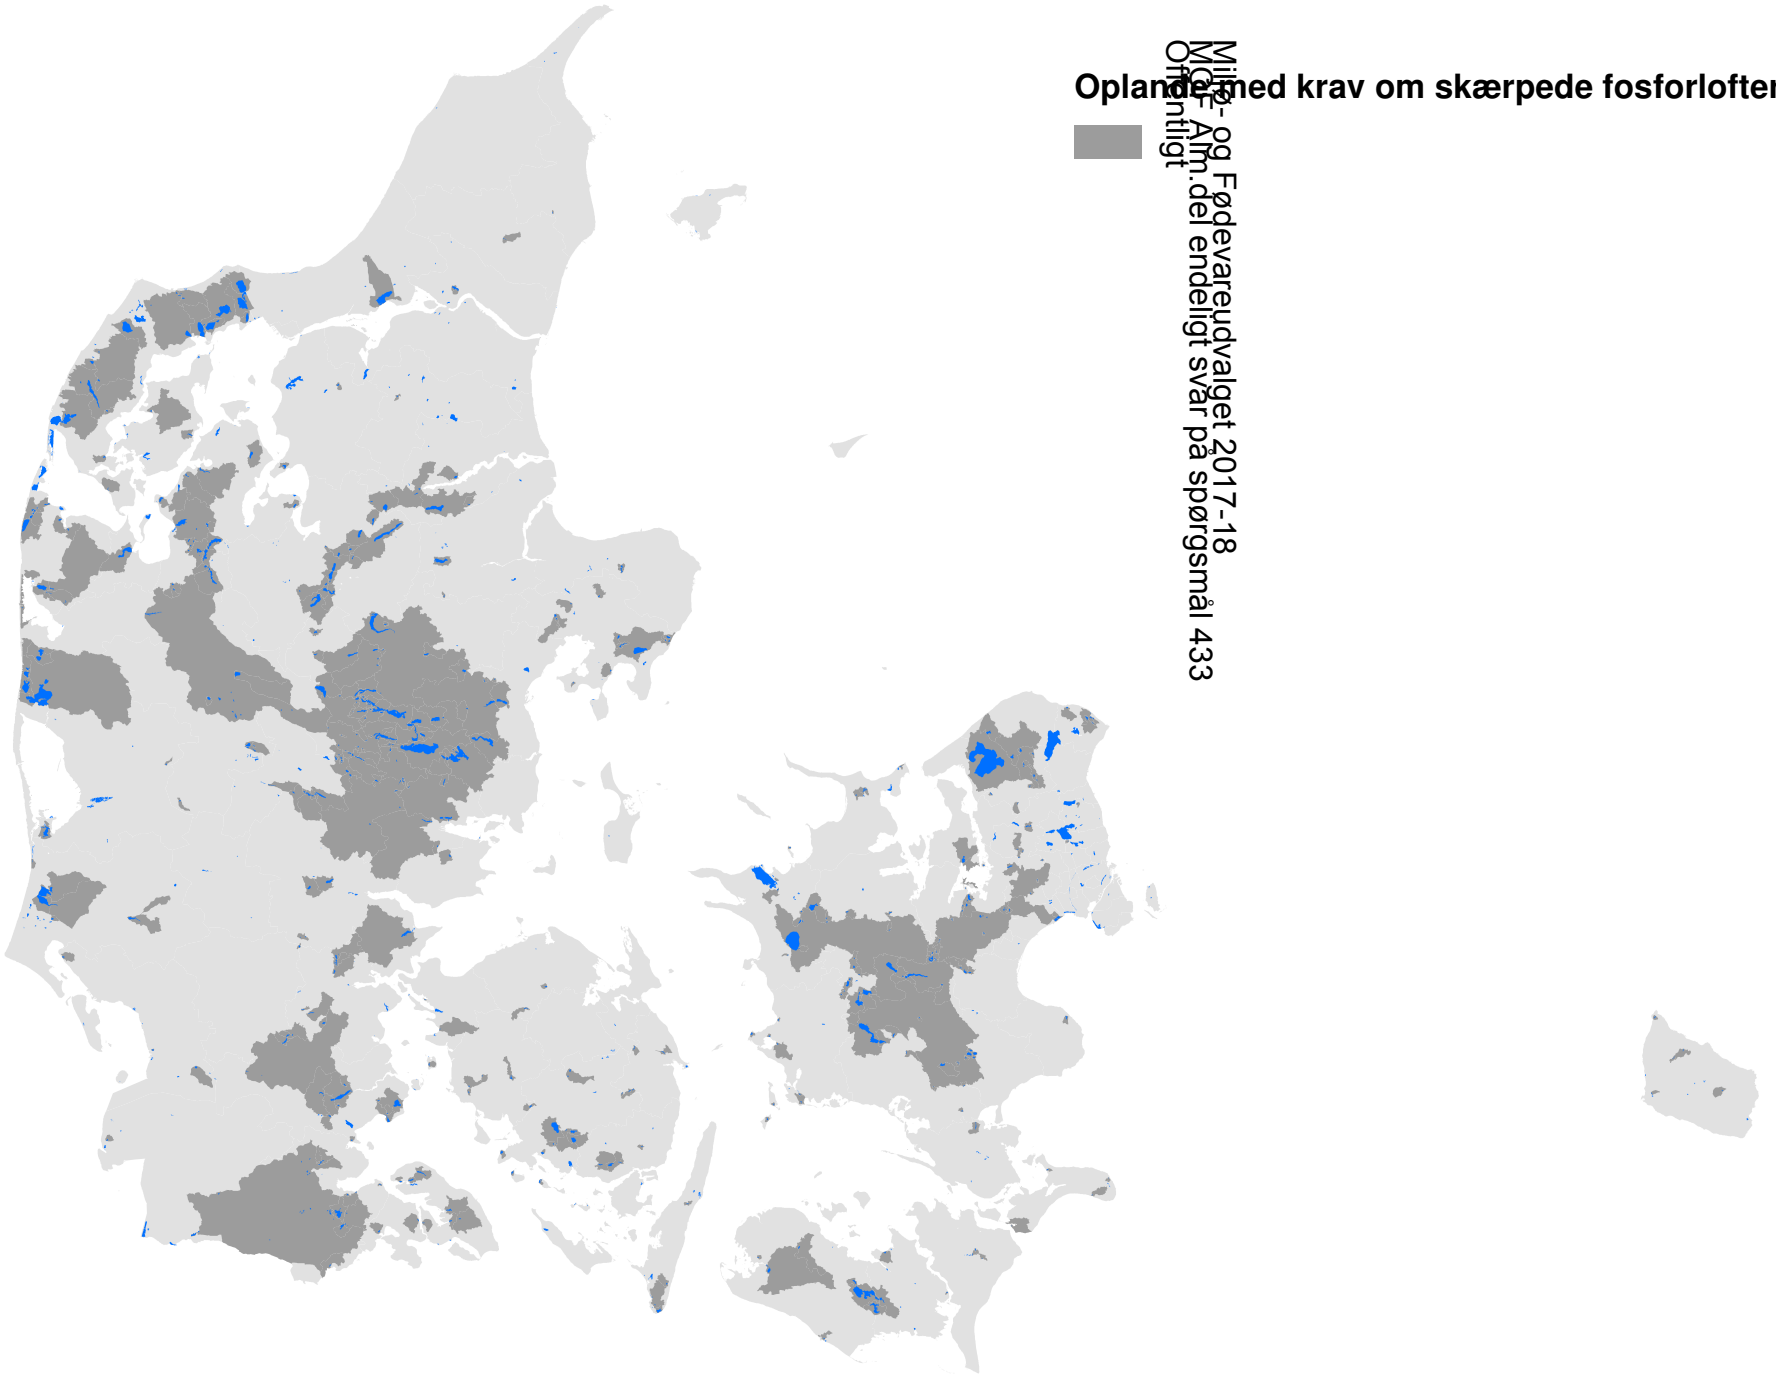 Oplande med krav om skærpede fosforlofter
Miljø- og Fødevareudvalget 2017-18
MOF Alm.del endeligt svar på spørgsmål 433
Offentligt